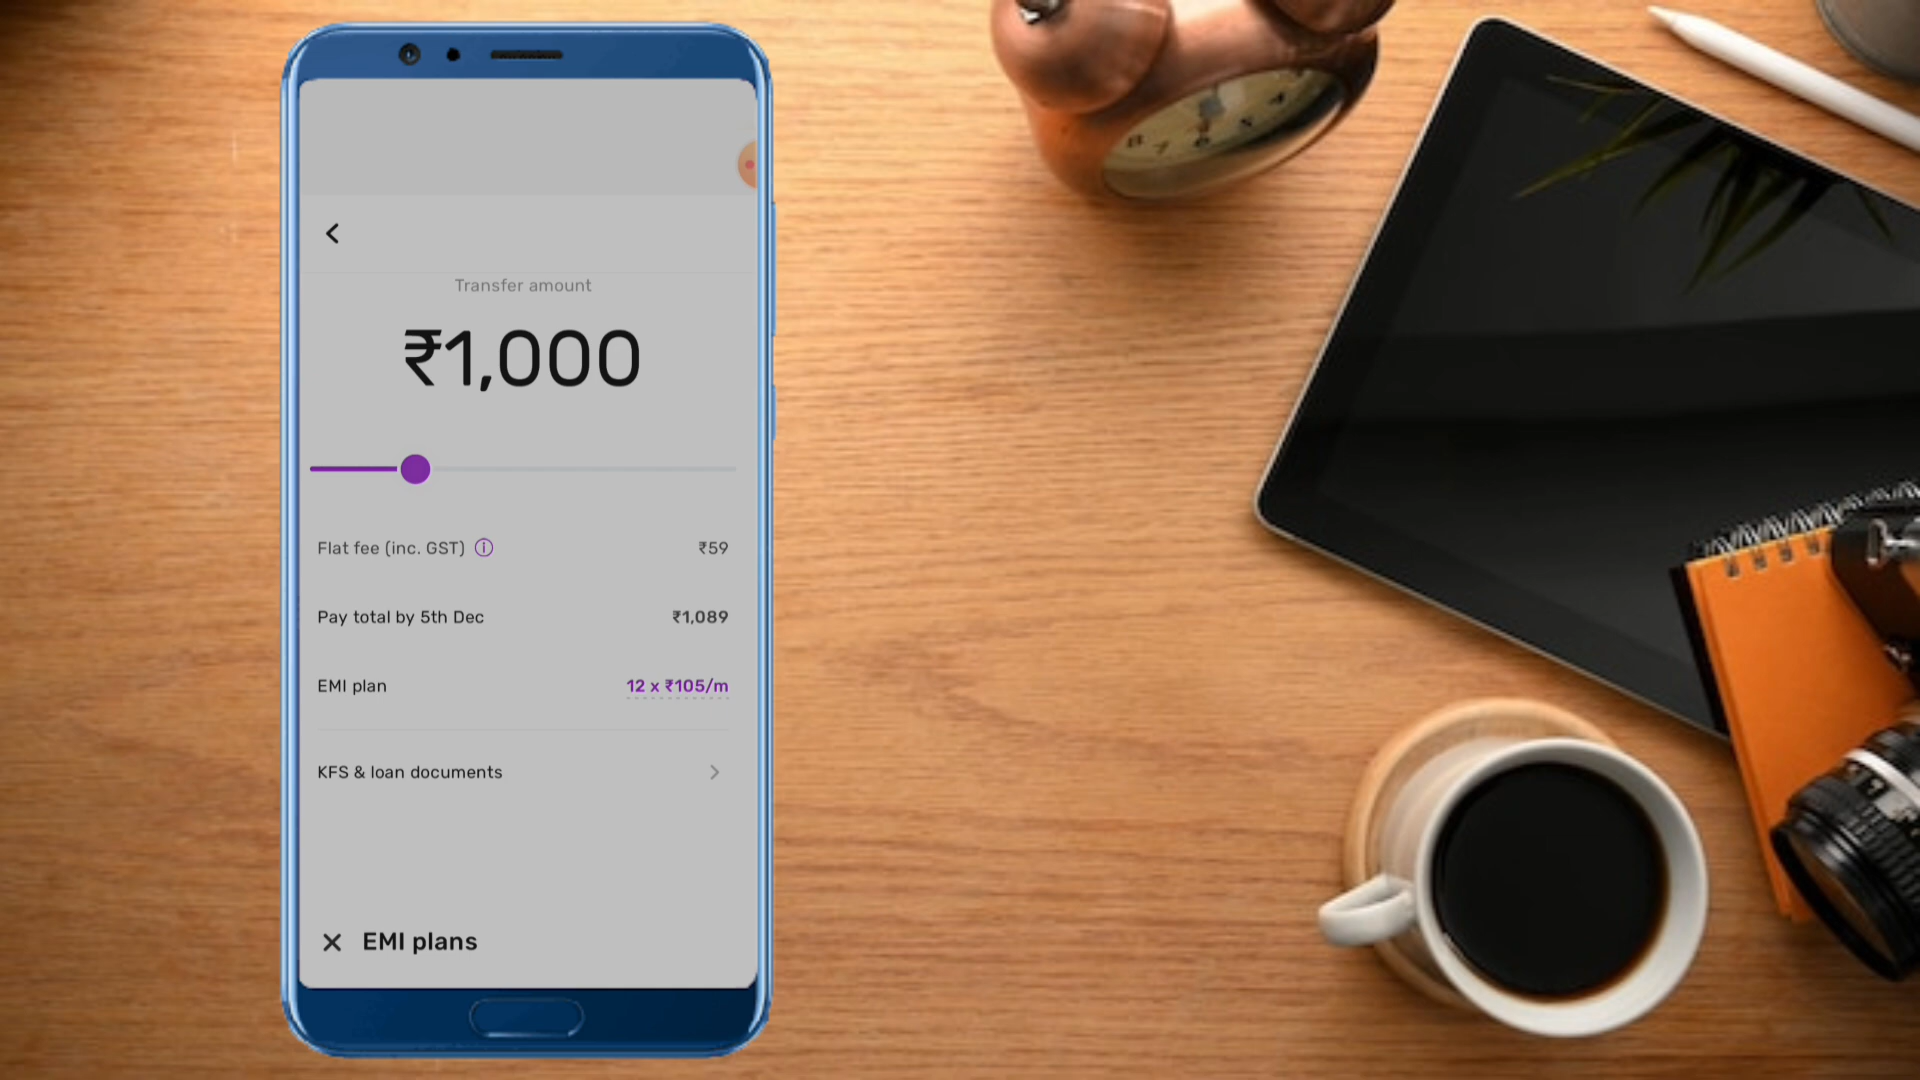 Transfer amount
₹1,000
Flat fee (inc. GST) ₹59
Pay total by 5th Dec ₹1,089
EMI plan 12 x ₹105/m
KFS & loan documents
EMI plans